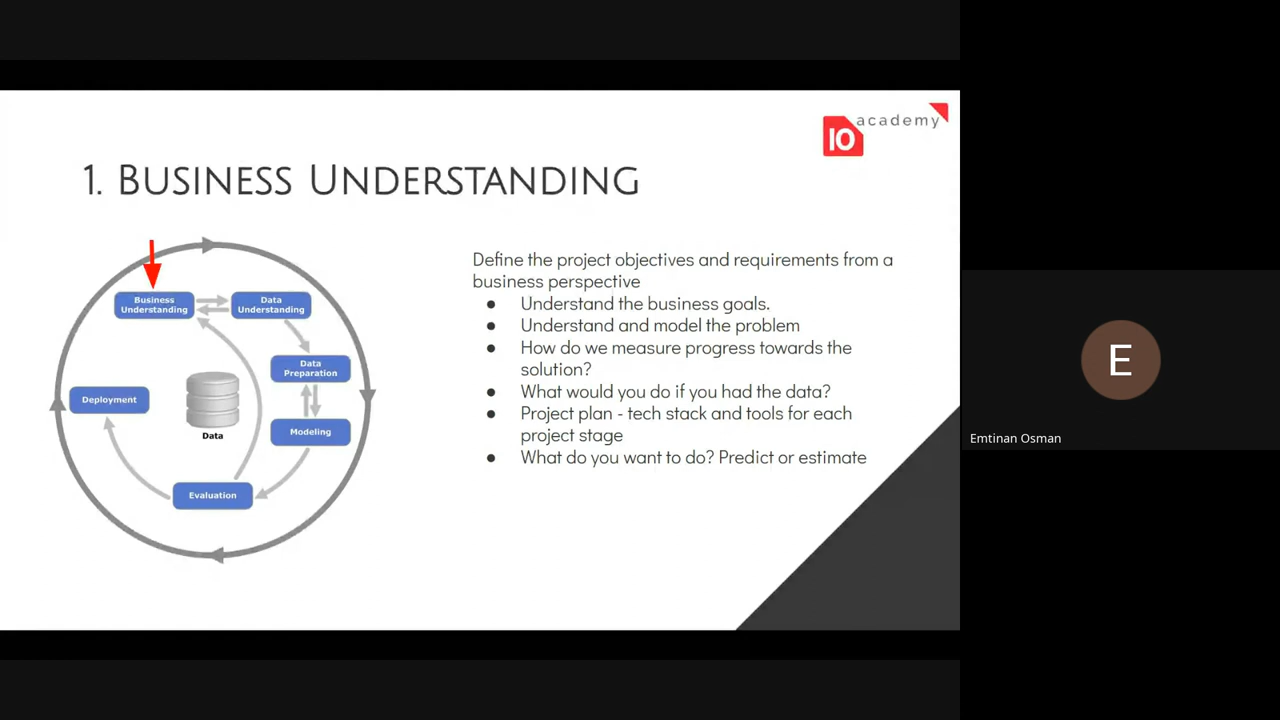 10 academy
1. Business Understanding
Business
Understanding
Data
Understanding
Data
Preparation
Modeling
Evaluation
Deployment
Data
Define the project objectives and requirements from a
business perspective
● Understand the business goals.
● Understand and model the problem
● How do we measure progress towards the
solution?
● What would you do if you had the data?
● Project plan - tech stack and tools for each
project stage
● What do you want to do? Predict or estimate
E
Emtinan Osman